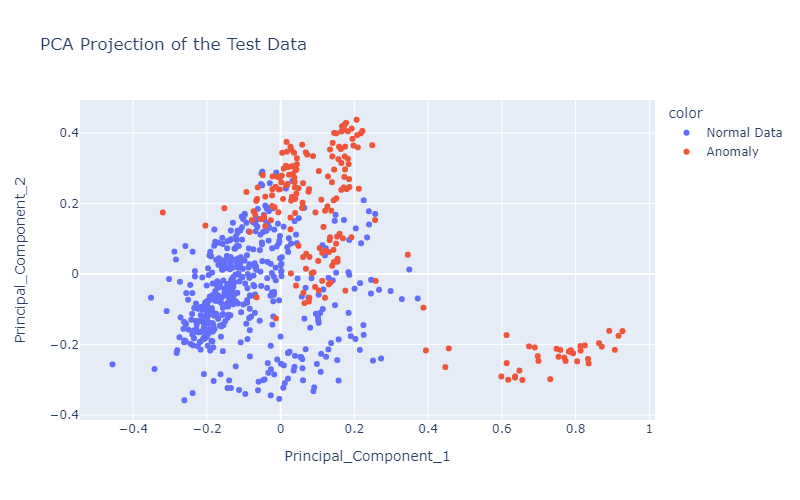 PCA Projection of the Test Data
color
Normal Data
Anomaly
Principal_Component_2
0.4
0.2
0
−0.2
−0.4
−0.4
−0.2
0
0.2
0.4
0.6
0.8
1
Principal_Component_1